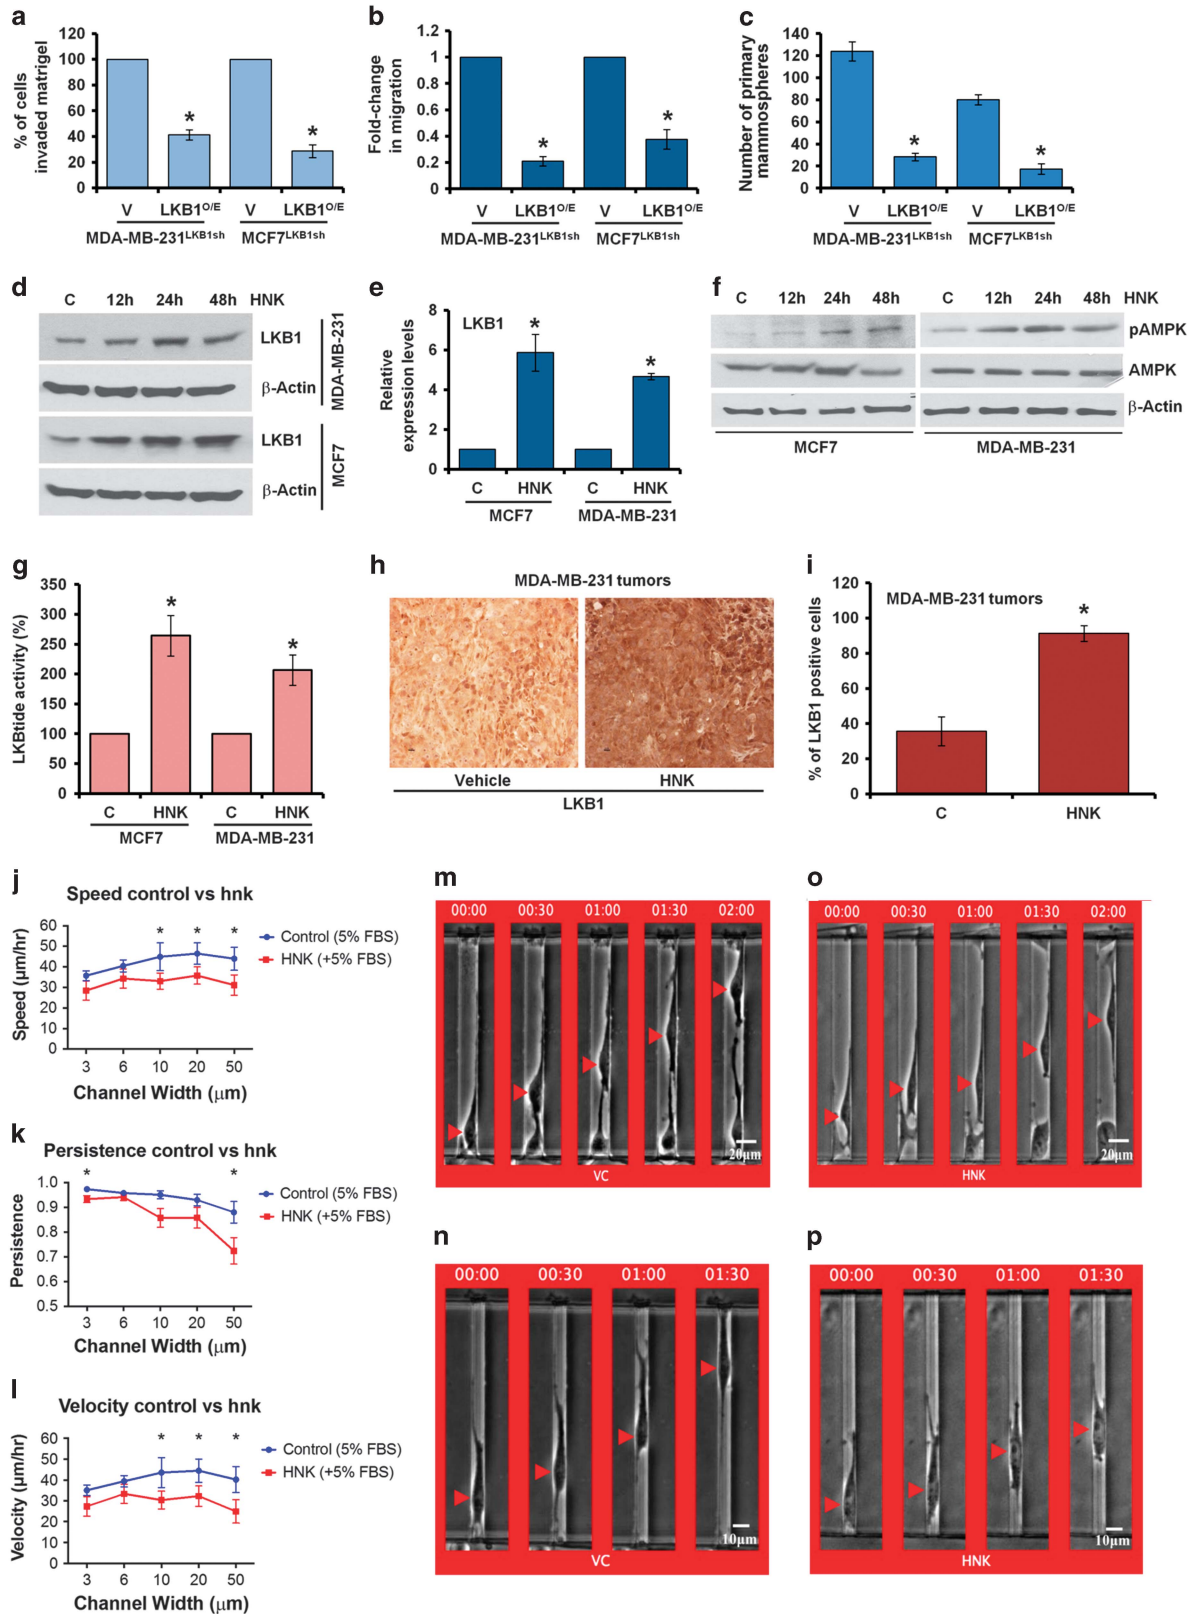 a
% of cells
invaded matrigel
120
100
80
60
40
20
0
*
*
V LKB1O/E V LKB1O/E
MDA-MB-231LKB1sh MCF7LKB1sh
b
Fold-change
in migration
1.2
1
0.8
0.6
0.4
0.2
0
*
*
V LKB1O/E V LKB1O/E
MDA-MB-231LKB1sh MCF7LKB1sh
c
Number of primary
mammospheres
140
120
100
80
60
40
20
0
*
*
V LKB1O/E V LKB1O/E
MDA-MB-231LKB1sh MCF7LKB1sh
d
C 12h 24h 48h HNK
LKB1
β-Actin
MDA-MB-231
LKB1
β-Actin
MCF7
e
Relative
expression levels
LKB1
8
6
4
2
0
*
*
C HNK C HNK
MCF7 MDA-MB-231
f
C 12h 24h 48h C 12h 24h 48h HNK
pAMPK
AMPK
β-Actin
MCF7 MDA-MB-231
g
LKBtide activity (%)
350
300
250
200
150
100
50
0
*
*
C HNK C HNK
MCF7 MDA-MB-231
h
MDA-MB-231 tumors
Vehicle HNK
LKB1
i
% of LKB1 positive cells
MDA-MB-231 tumors
120
100
80
60
40
20
0
*
C HNK
j
Speed control vs hnk
Speed (μm/hr)
60
50
40
30
20
10
0
* * *
Control (5% FBS)
HNK (+5% FBS)
3 6 10 20 50
Channel Width (μm)
k
Persistence control vs hnk
Persistence
* *
1.0
0.9
0.8
0.7
0.6
0.5
Control (5% FBS)
HNK (+5% FBS)
3 6 10 20 50
Channel Width (μm)
l
Velocity control vs hnk
Velocity (μm/hr)
60
50
40
30
20
10
0
* * *
Control (5% FBS)
HNK (+5% FBS)
3 6 10 20 50
Channel Width (μm)
m
00:00 00:30 01:00 01:30 02:00
20μm
VC
o
00:00 00:30 01:00 01:30 02:00
20μm
HNK
n
00:00 00:30 01:00 01:30
10μm
VC
p
00:00 00:30 01:00 01:30
10μm
HNK